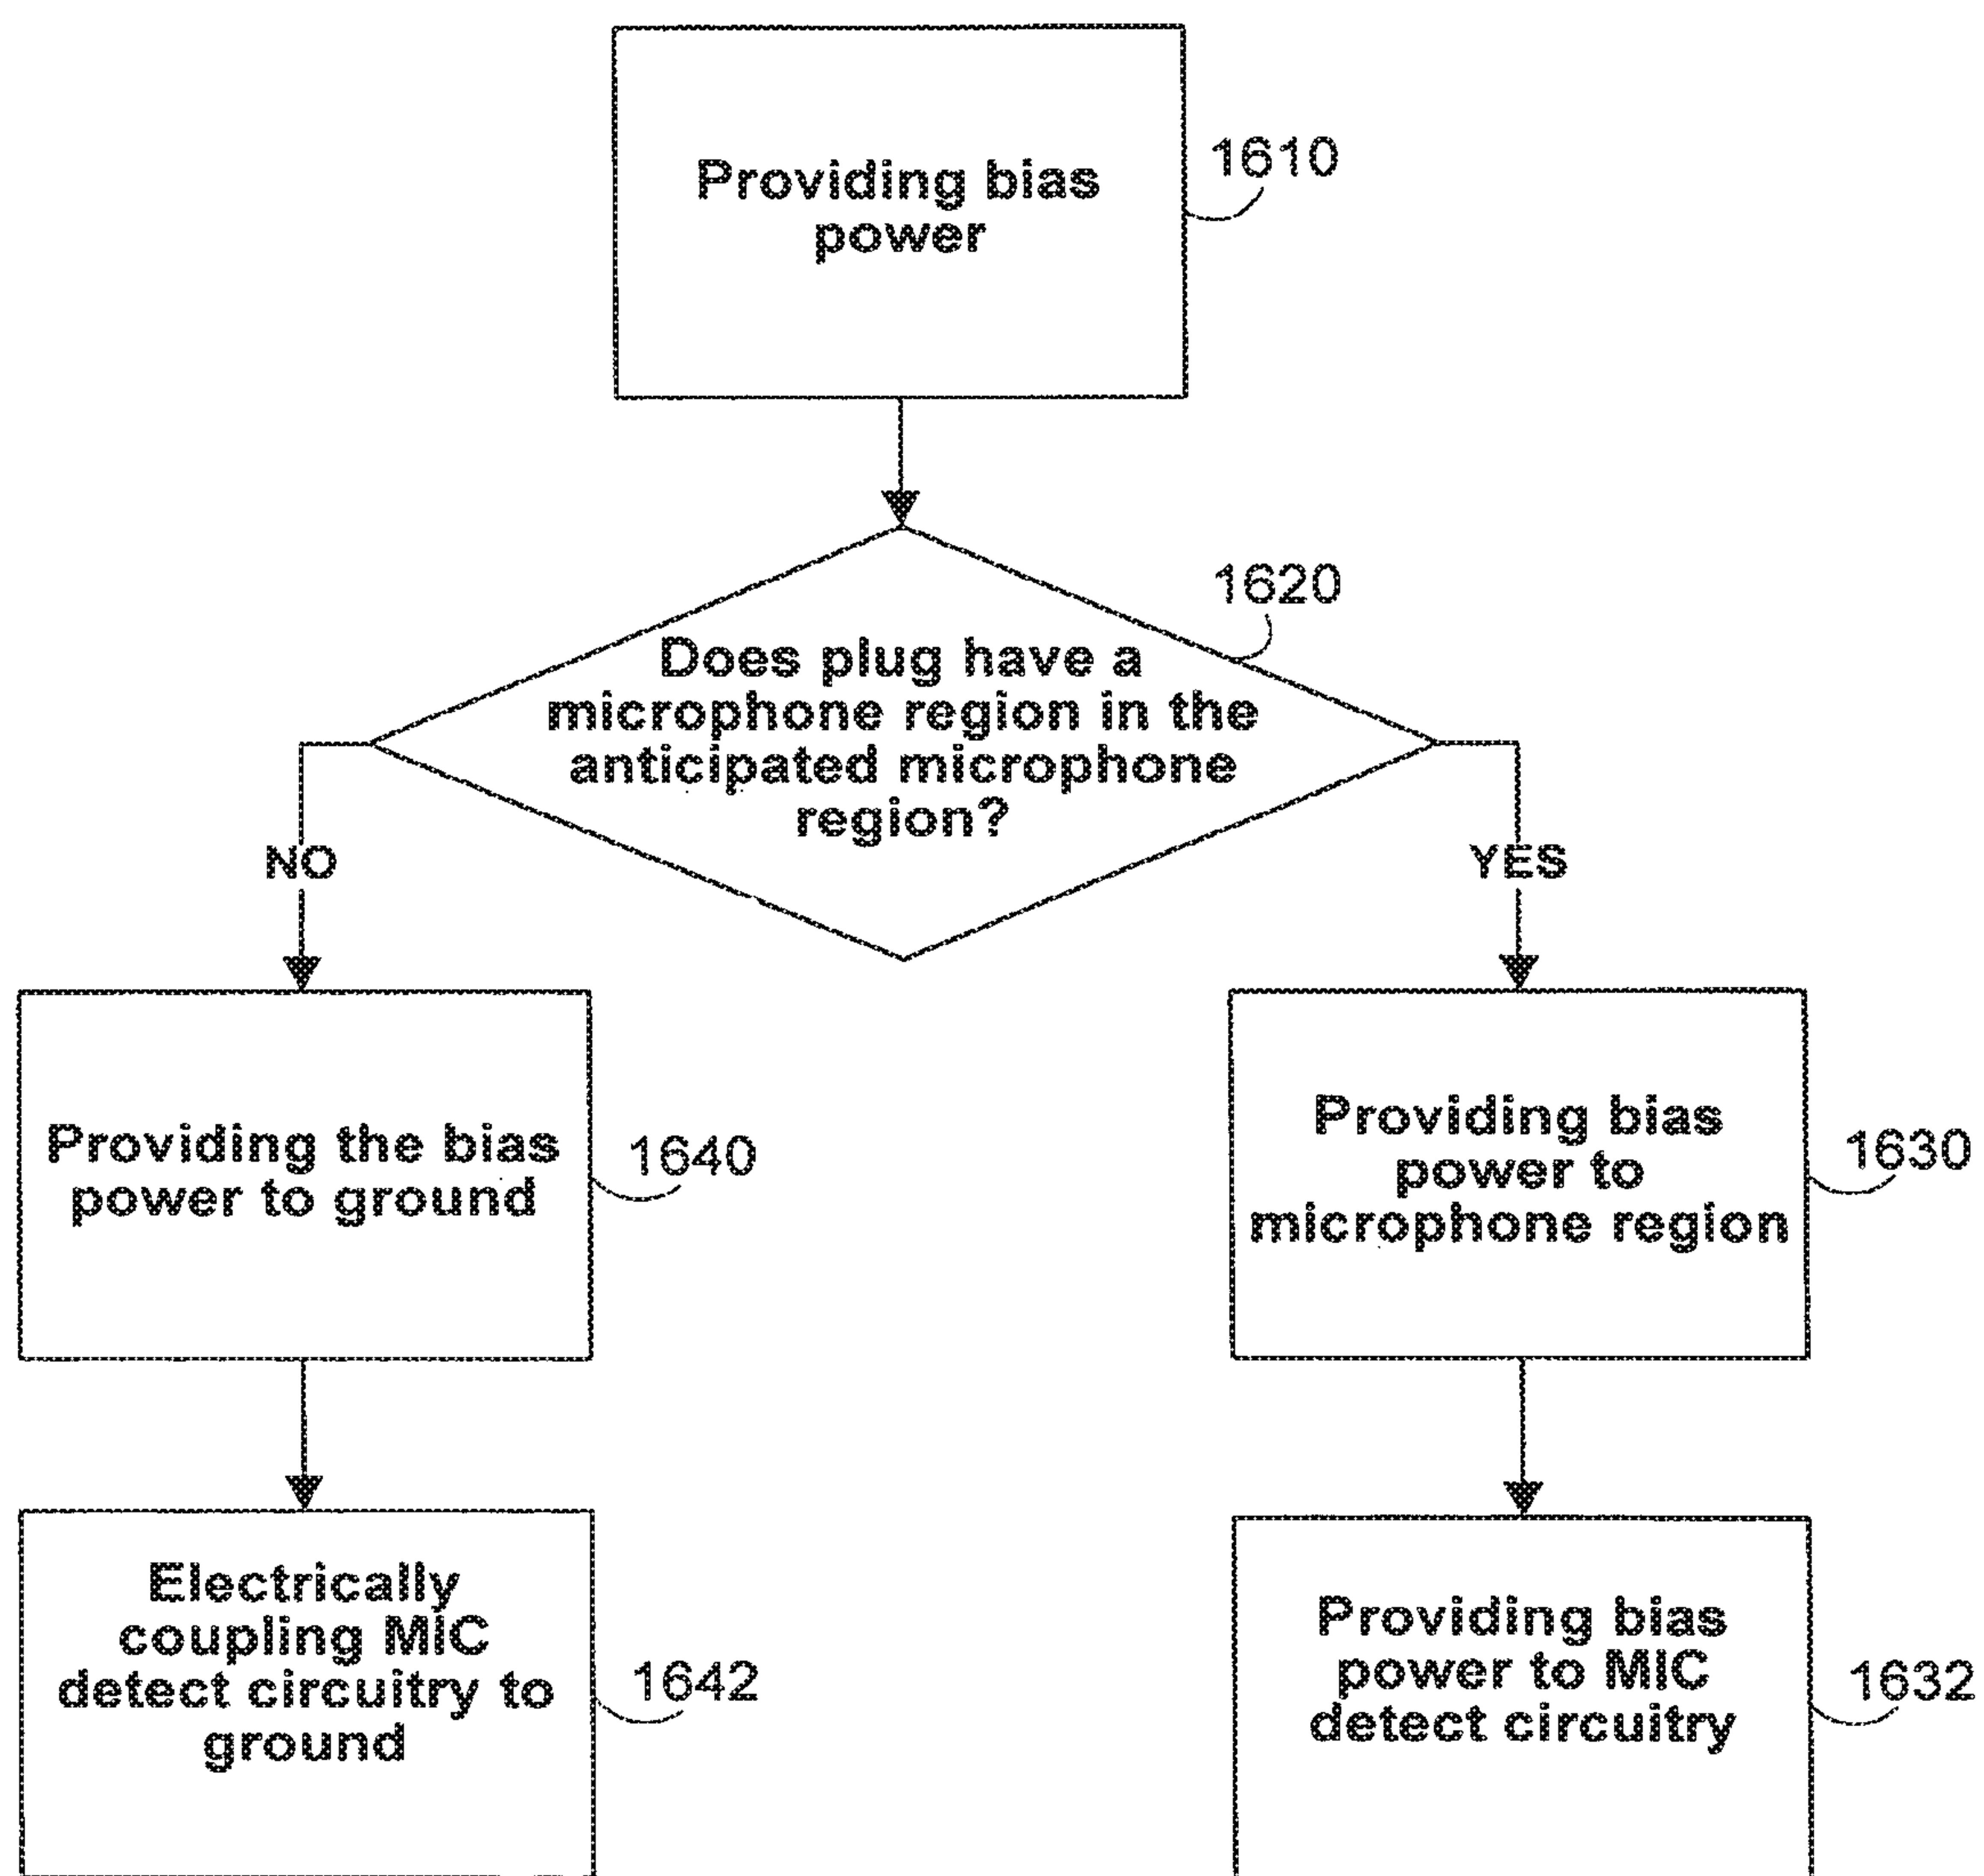 Providing bias
power
1610
1620
Does plug have a
microphone region in the
anticipated microphone
region?
NO
YES
Providing the bias
power to ground
1640
Providing bias
power to
microphone region
1630
Electrically
coupling MIC
detect circuitry to
ground
1642
Providing bias
power to MIC
detect circuitry
1632